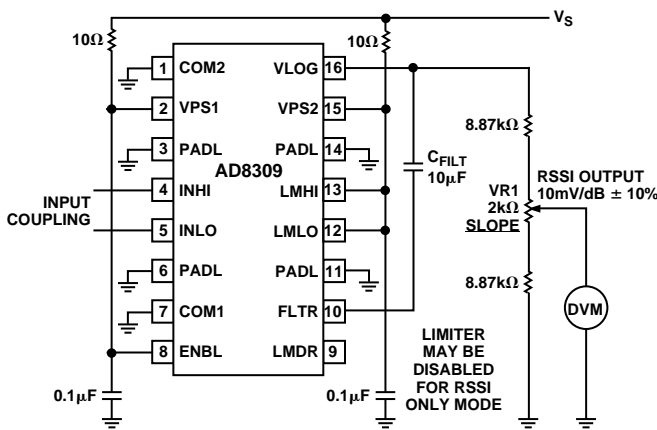 VS
10Ω
10Ω
AD8309
1 COM2
2 VPS1
3 PADL
4 INHI
5 INLO
6 PADL
7 COM1
8 ENBL
VLOG 16
VPS2 15
PADL 14
LMHI 13
LMLO 12
PADL 11
FLTR 10
LMDR 9
INPUT
COUPLING
CFILT
10µF
8.87kΩ
VR1
2kΩ
SLOPE
8.87kΩ
RSSI OUTPUT
10mV/dB ± 10%
DVM
LIMITER
MAY BE
DISABLED
FOR RSSI
ONLY MODE
0.1µF
0.1µF